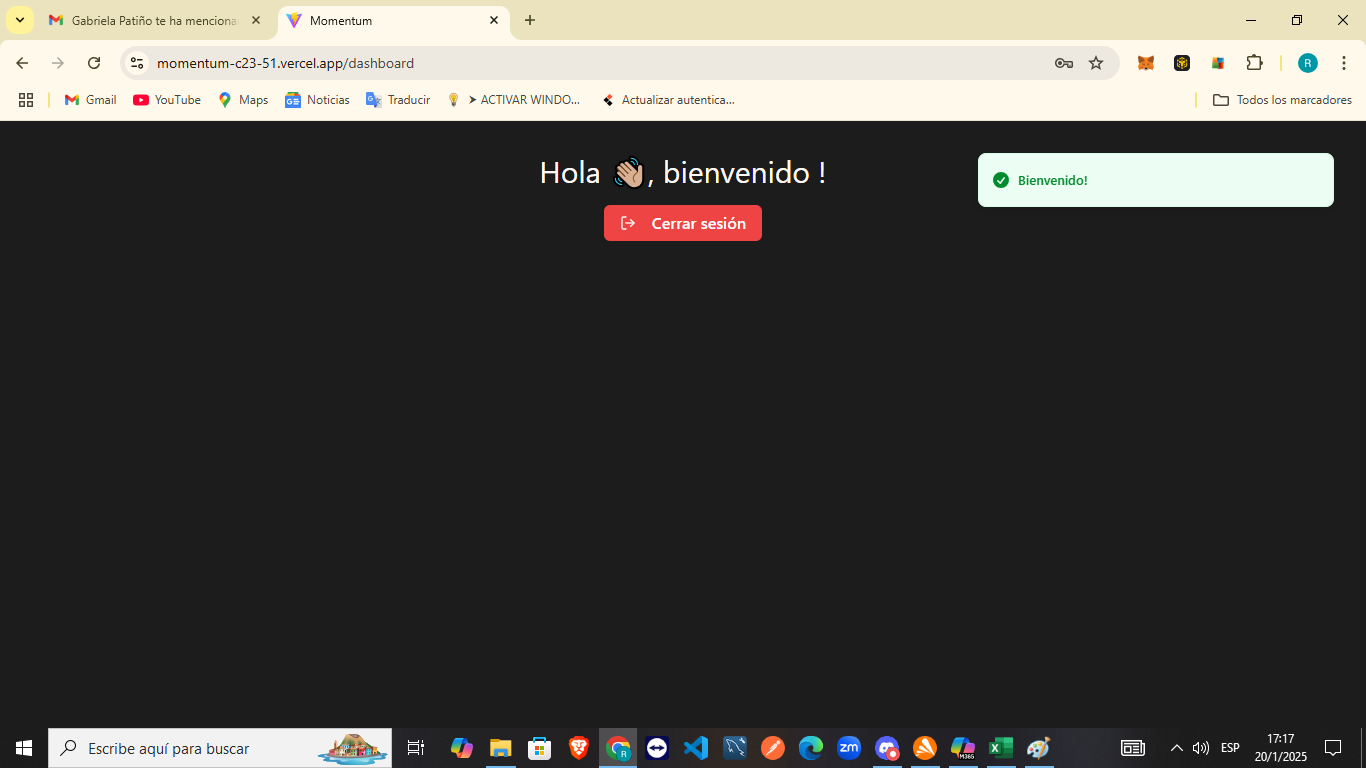 Gabriela Patiño te ha menciona
Momentum
momentum-c23-51.vercel.app/dashboard
R
Gmail
YouTube
Maps
Noticias
Traducir
➤ ACTIVAR WINDO...
Actualizar autentica...
Todos los marcadores
Hola 👋🏼, bienvenido !
Bienvenido!
Cerrar sesión
Escribe aquí para buscar
R
zm
M365
ESP
17:17
20/1/2025